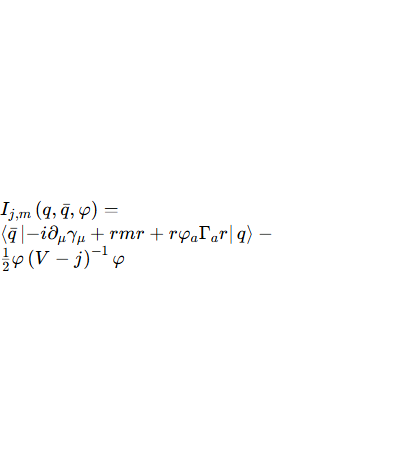 I_{j,m} (q, q̄, φ) =
⟨q̄ |−i∂_μγ_μ + rmr + rφ_aΓ_ar| q⟩ −
½φ (V − j)^{−1} φ